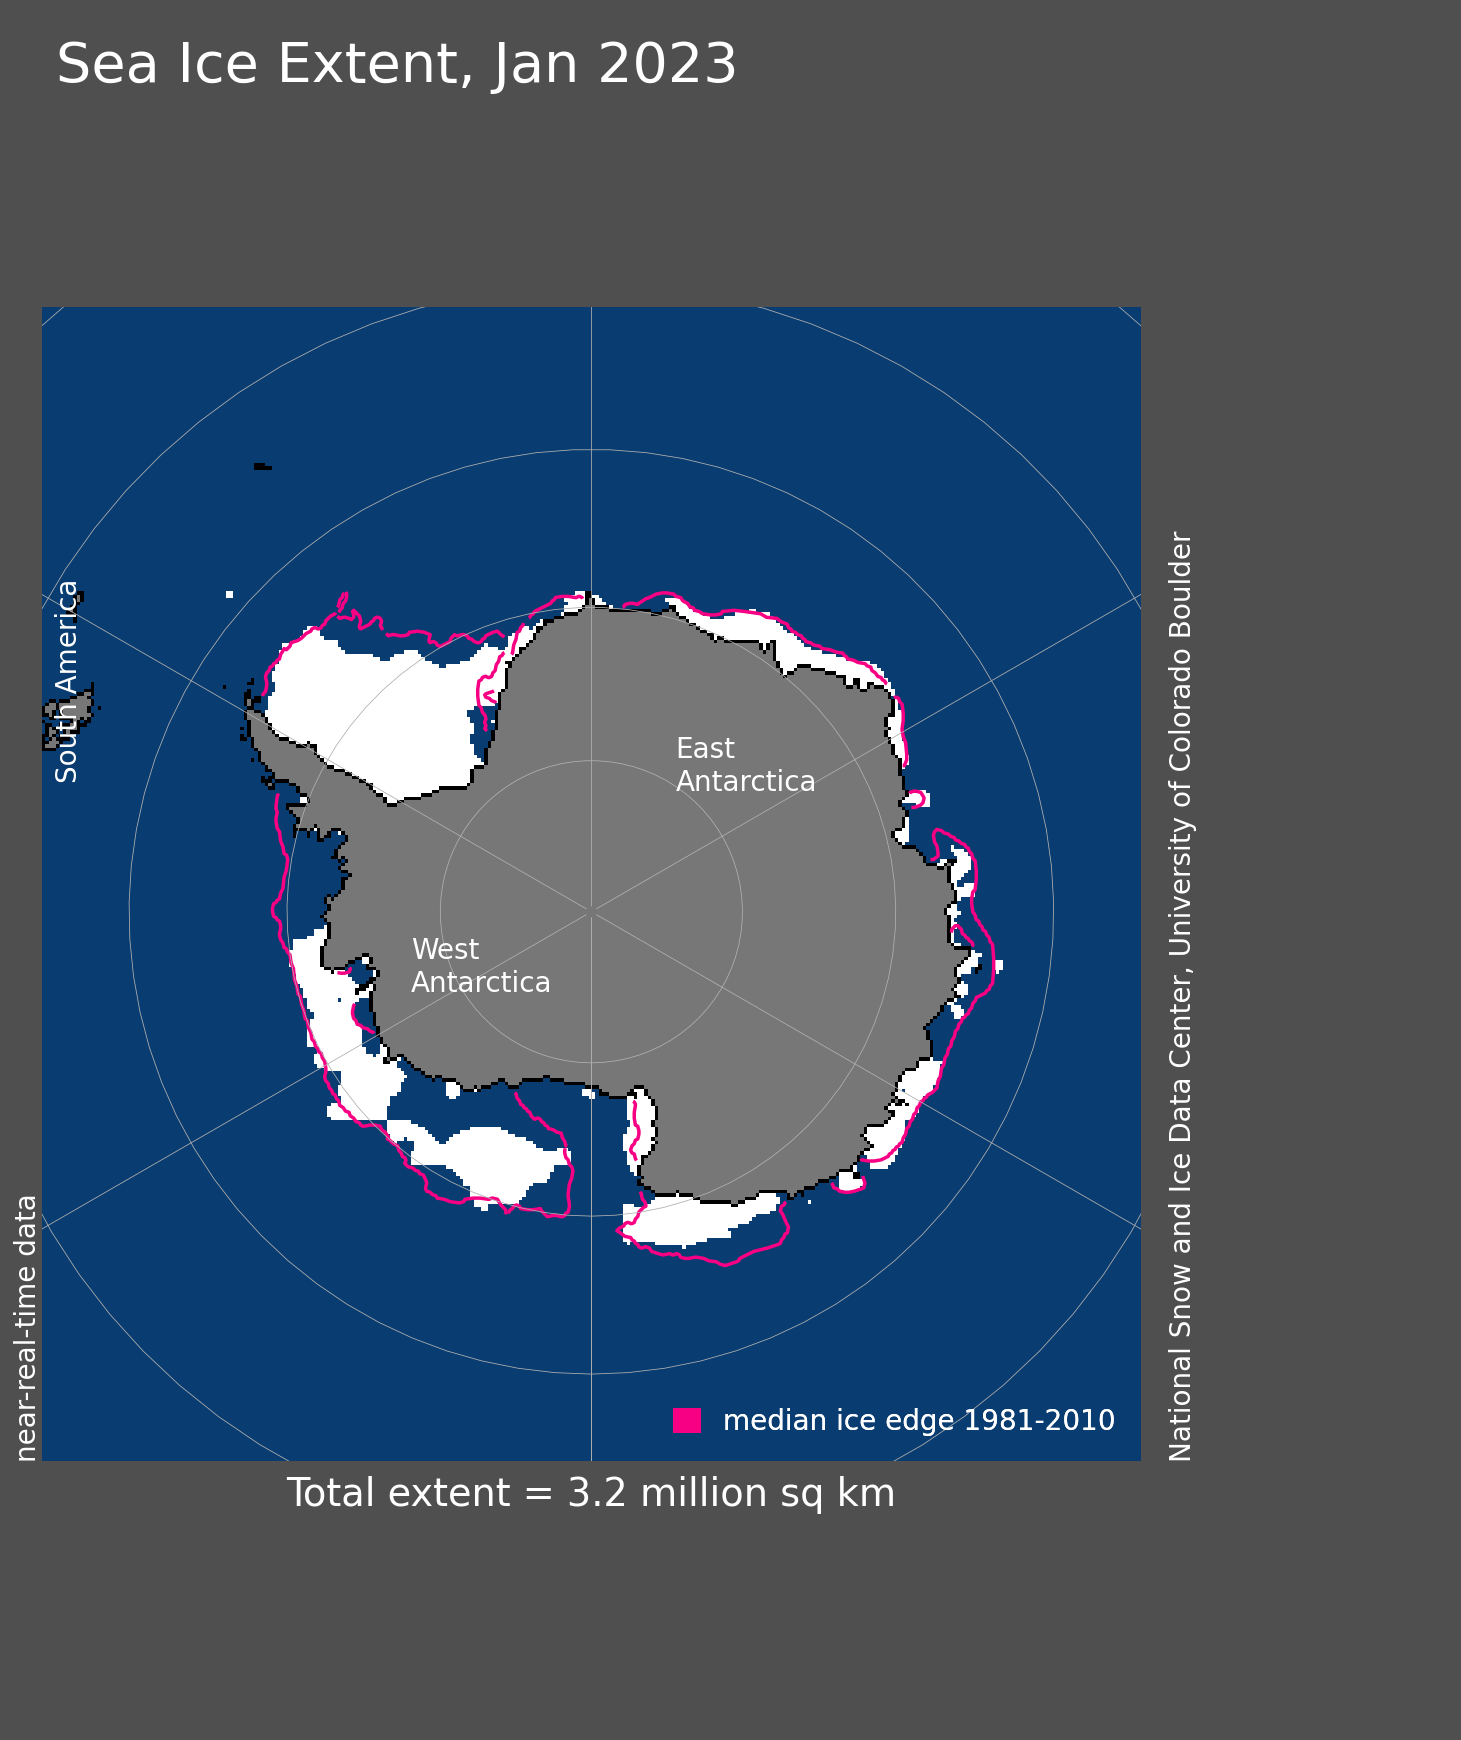 Sea Ice Extent, Jan 2023
South America
East
Antarctica
West
Antarctica
near-real-time data
National Snow and Ice Data Center, University of Colorado Boulder
median ice edge 1981-2010
Total extent = 3.2 million sq km